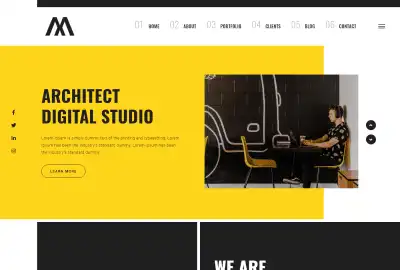 01 HOME 02 ABOUT 03 PORTFOLIO 04 CLIENTS 05 BLOG 06 CONTACT
ARCHITECT
DIGITAL STUDIO
Lorem Ipsum is simply dummy text of the printing and typesetting. Lorem
Ipsum has been the industry's standard dummy. Lorem Ipsum has been
the industry's standard dummy.
LEARN MORE
WE ARE